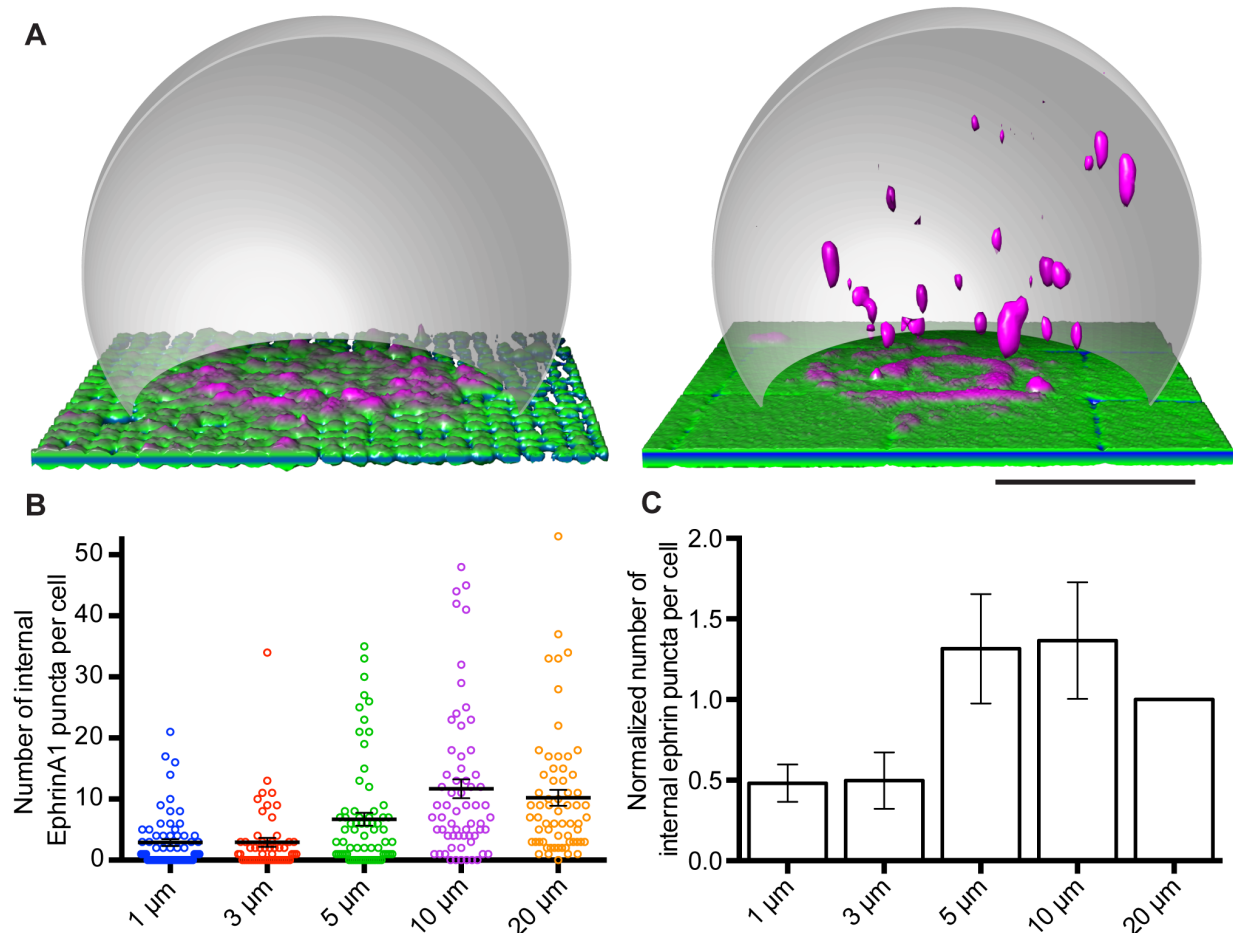 A
B
Number of internal
EphrinA1 puncta per cell
50
40
30
20
10
0
1 µm
3 µm
5 µm
10 µm
20 µm
C
Normalized number of
internal ephrin puncta per cell
2.0
1.5
1.0
0.5
0.0
1 µm
3 µm
5 µm
10 µm
20 µm